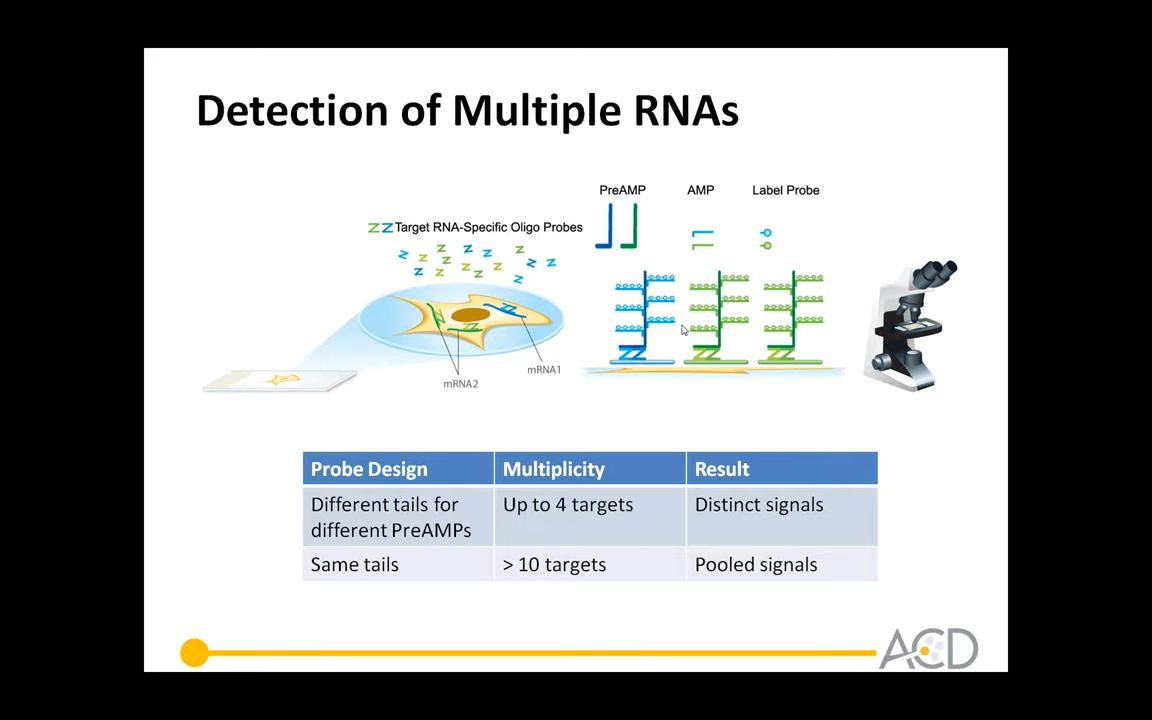 Detection of Multiple RNAs
PreAMP
AMP
Label Probe
ZZ Target RNA-Specific Oligo Probes
mRNA1
mRNA2
Probe Design
Multiplicity
Result
Different tails for
different PreAMPs
Up to 4 targets
Distinct signals
Same tails
> 10 targets
Pooled signals
ACD